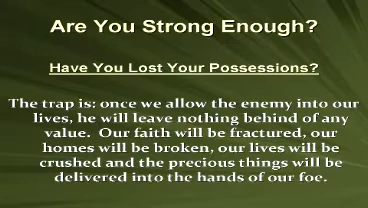 Are You Strong Enough?
Have You Lost Your Possessions?
The trap is: once we allow the enemy into our
lives, he will leave nothing behind of any
value. Our faith will be fractured, our
homes will be broken, our lives will be
crushed and the precious things will be
delivered into the hands of our foe.